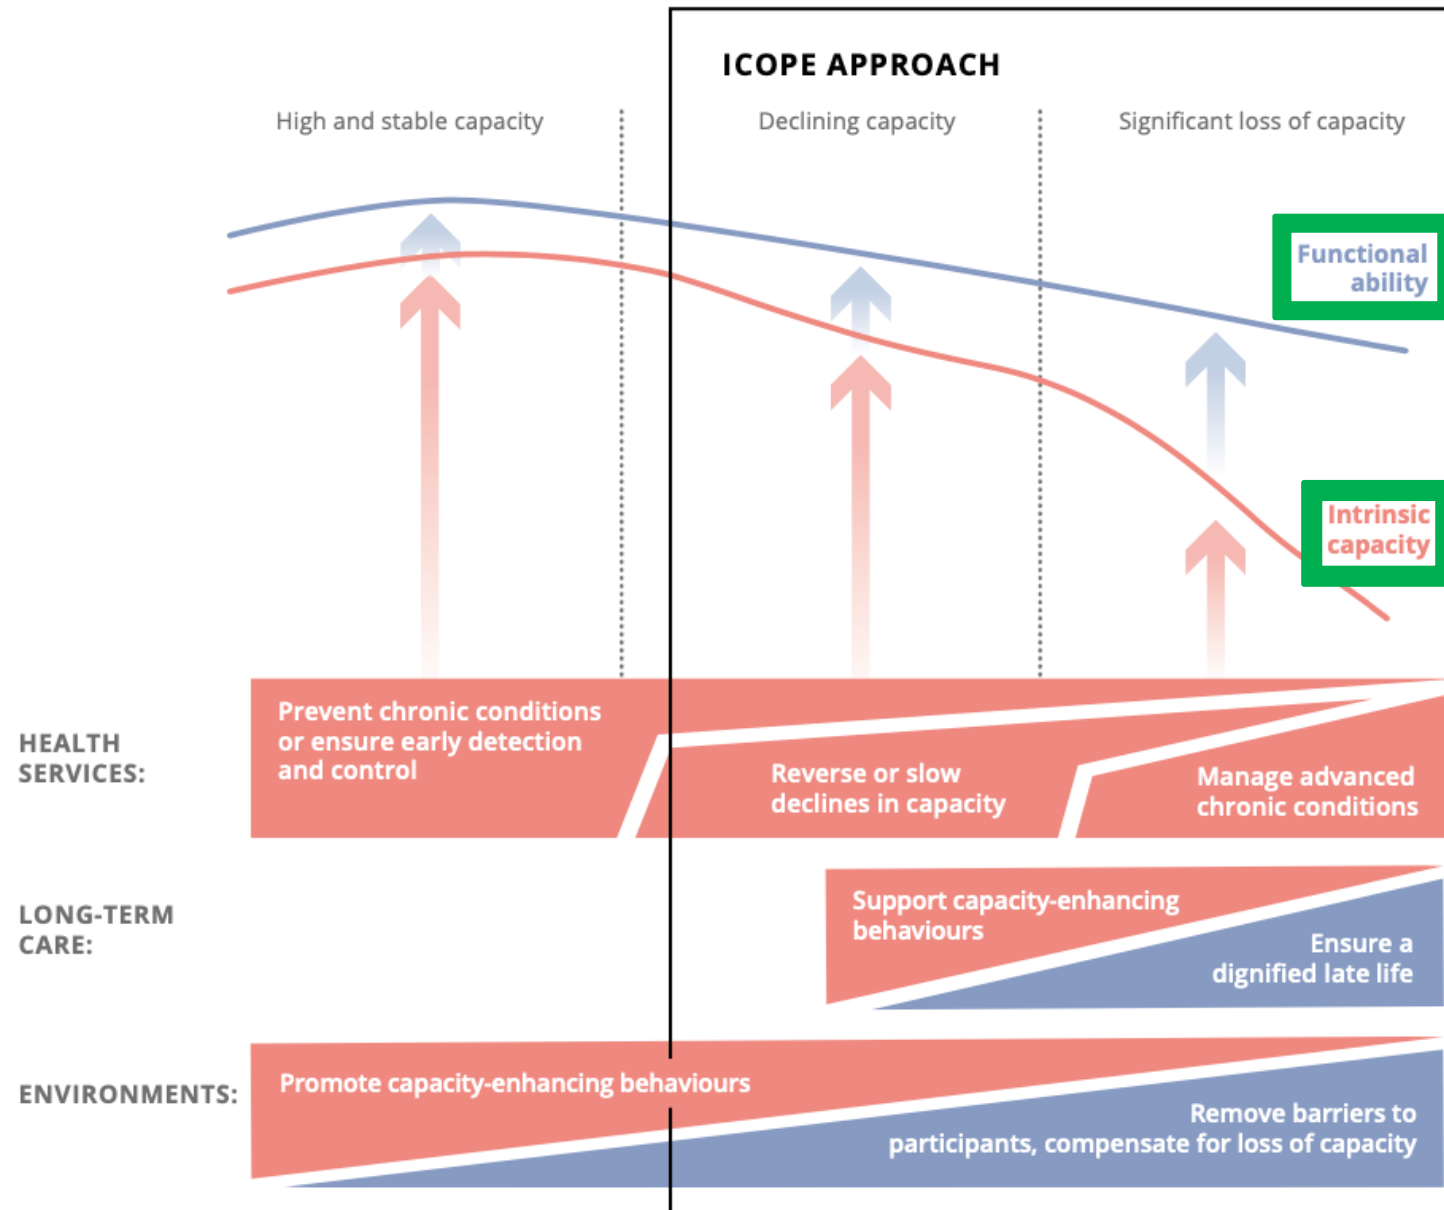 ICOPE APPROACH
High and stable capacity
Declining capacity
Significant loss of capacity
Functional
ability
Intrinsic
capacity
HEALTH
SERVICES:
Prevent chronic conditions
or ensure early detection
and control
Reverse or slow
declines in capacity
Manage advanced
chronic conditions
LONG-TERM
CARE:
Support capacity-enhancing
behaviours
Ensure a
dignified late life
ENVIRONMENTS:
Promote capacity-enhancing behaviours
Remove barriers to
participants, compensate for loss of capacity